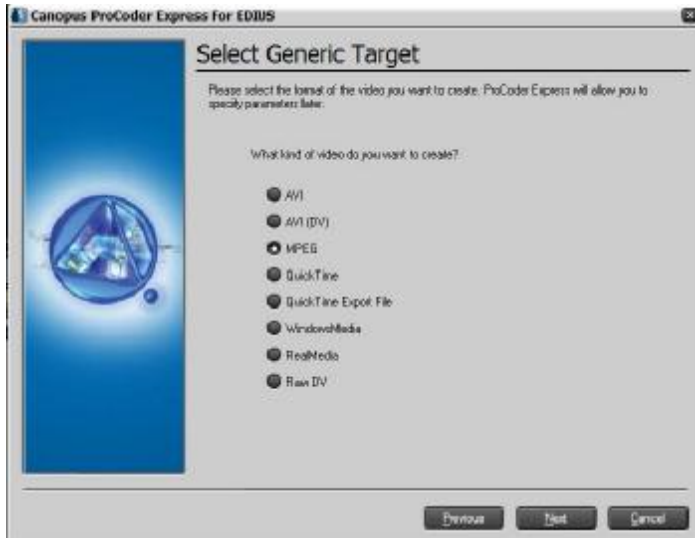 Canopus ProCoder Express for EDIUS
Select Generic Target
Please select the format of the video you want to create. ProCoder Express will allow you to
specify parameters later.
What kind of video do you want to create?
AVI
AVI (DV)
MPEG
QuickTime
QuickTime Export File
WindowsMedia
RealMedia
Raw DV
Previous
Next
Cancel